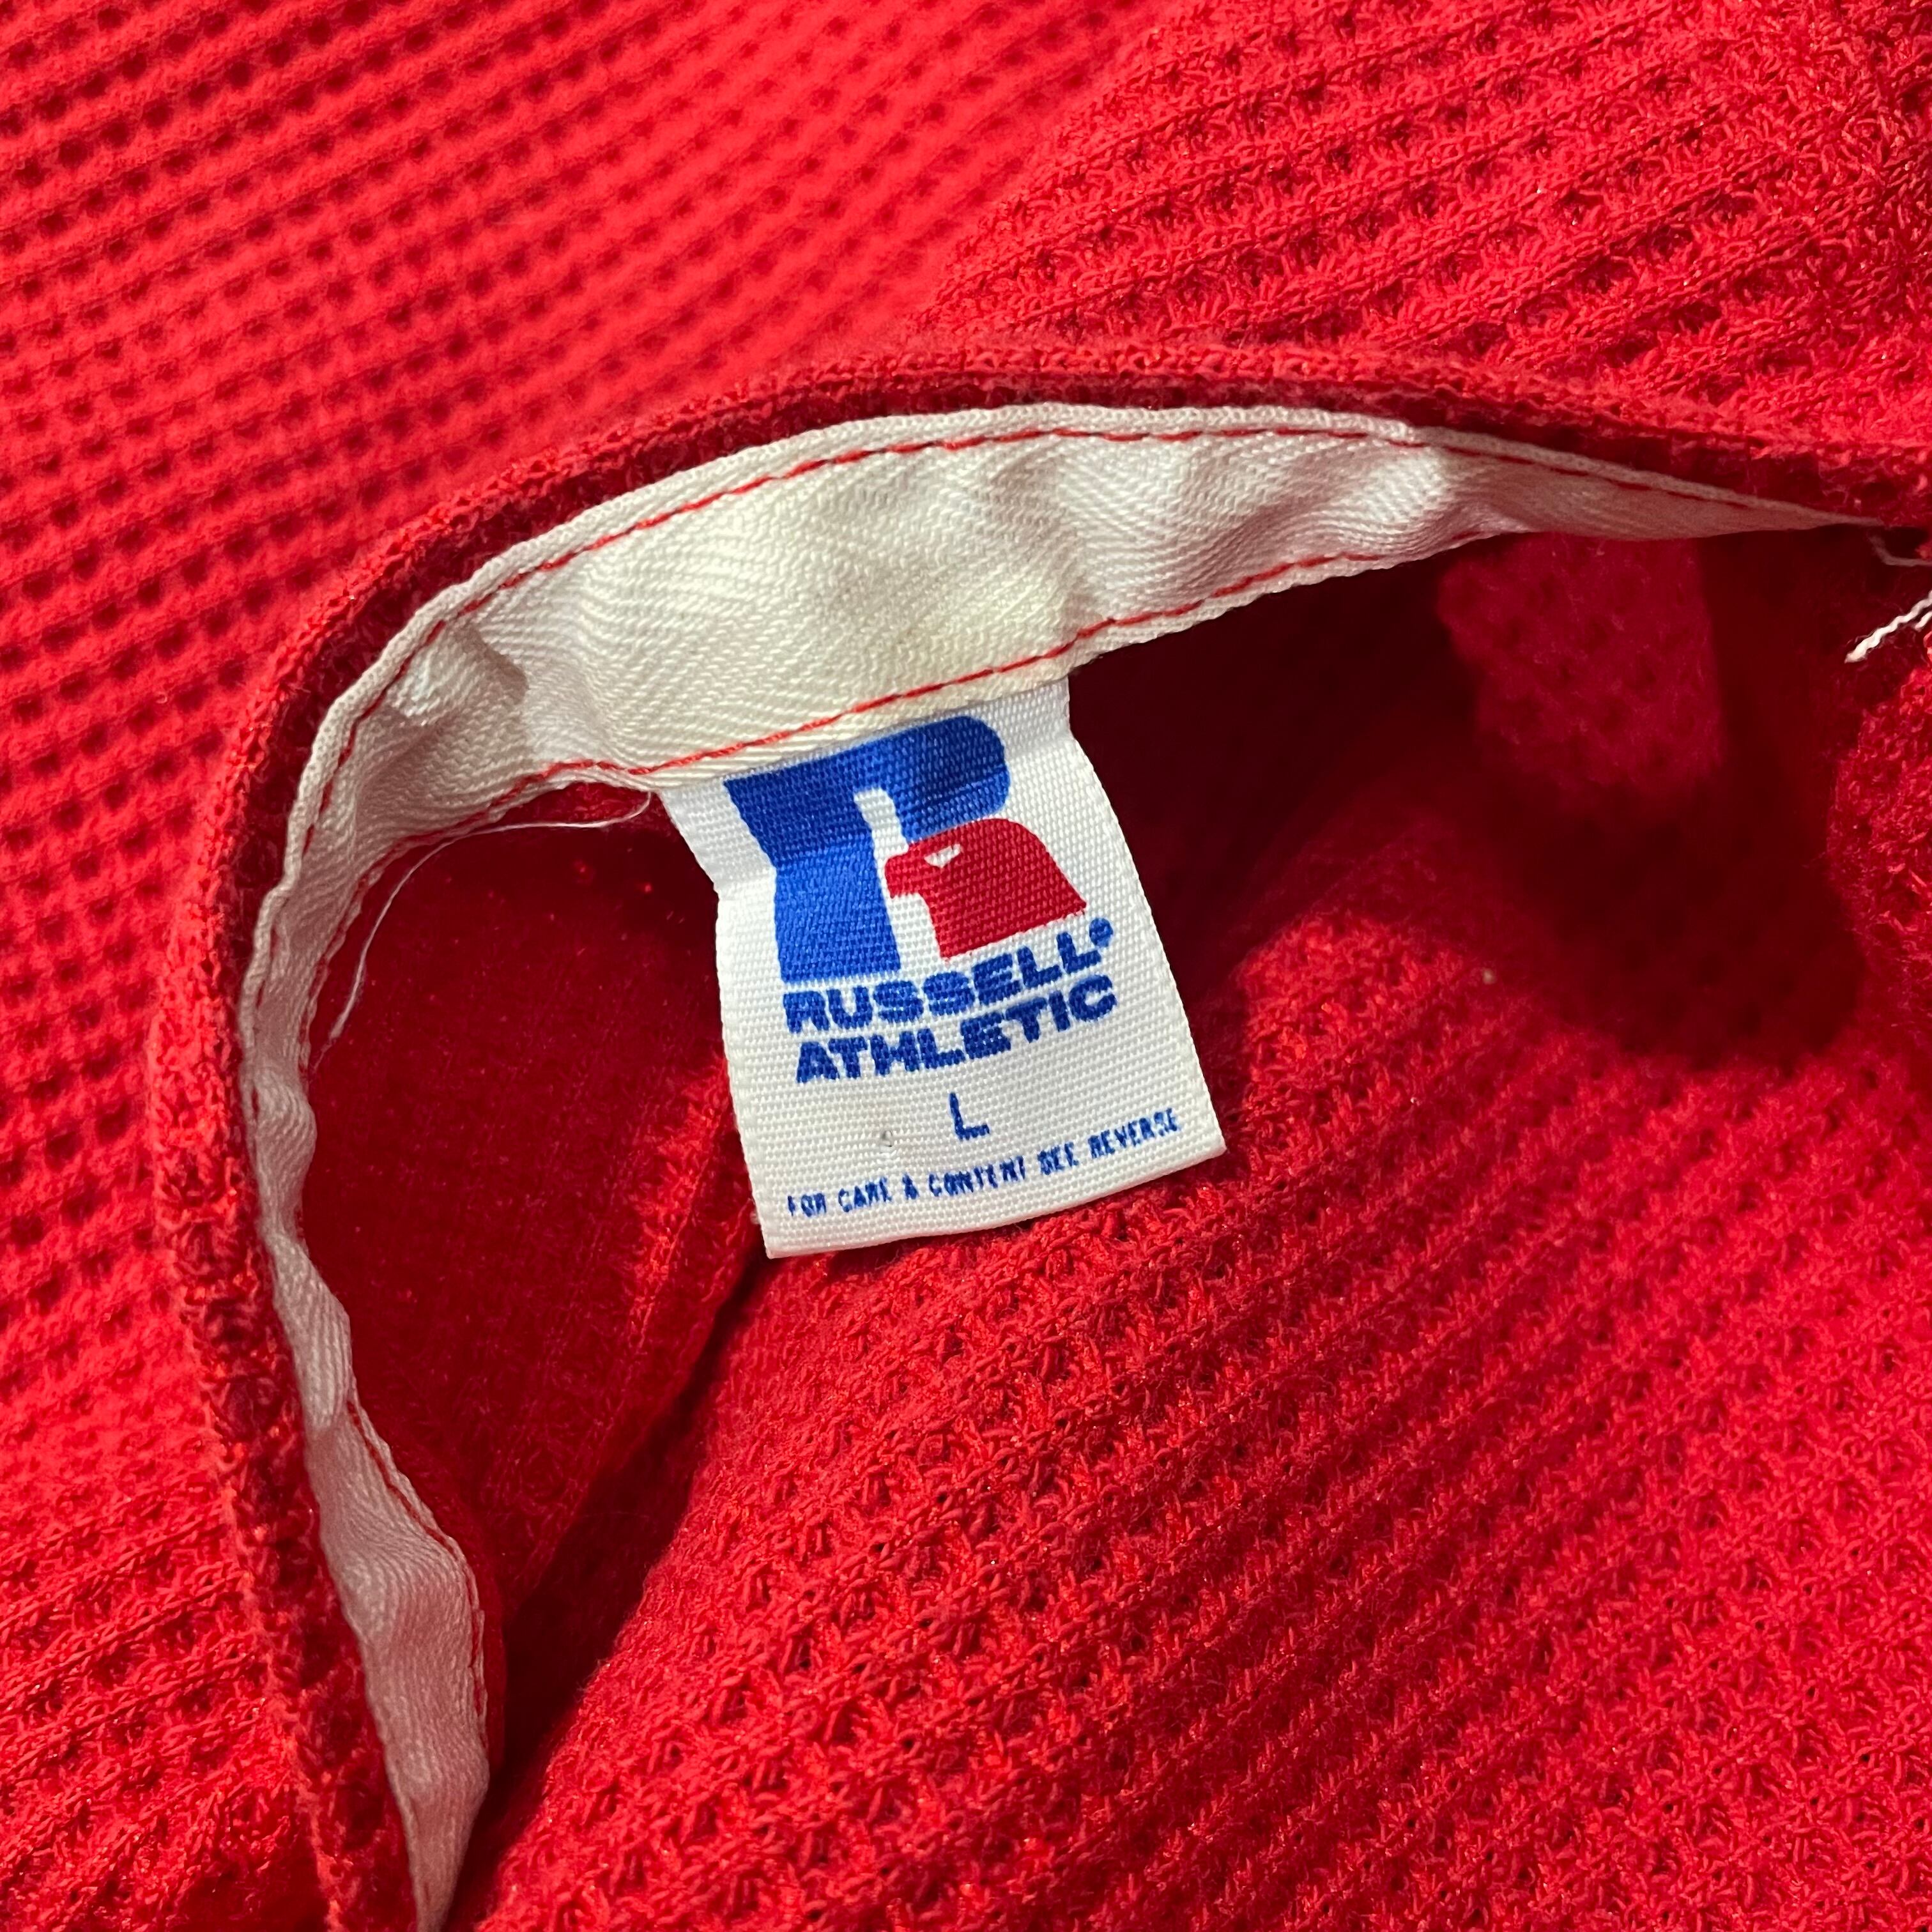 R
RUSSELL®
ATHLETIC
L
FOR CARE & CONTENT SEE REVERSE